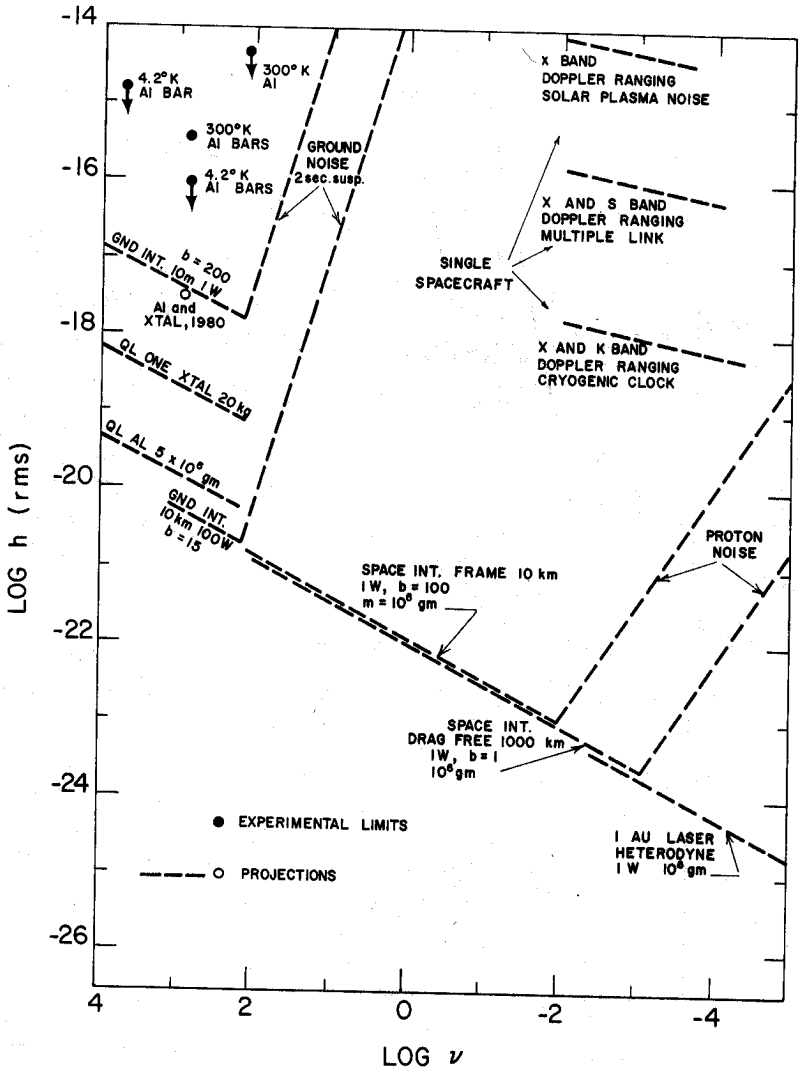 -14
-16
-18
-20
-22
-24
-26
LOG h (rms)
4.2°K
Al BAR
300°K
Al
300°K
Al BARS
4.2°K
Al BARS
GROUND
NOISE
2 sec. susp.
X BAND
DOPPLER RANGING
SOLAR PLASMA NOISE
X AND S BAND
DOPPLER RANGING
MULTIPLE LINK
SINGLE
SPACECRAFT
X AND K BAND
DOPPLER RANGING
CRYOGENIC CLOCK
b = 200
GND INT. 10m 1W
Al and
XTAL, 1980
QL ONE XTAL 20 kg
QL AL 5 x 10⁶ gm
GND INT.
10 km 100W
b = 15
PROTON
NOISE
SPACE INT. FRAME 10 km
1W, b = 100
m = 10⁶ gm
SPACE INT.
DRAG FREE 1000 km
1W, b = 1
10⁶ gm
1 AU LASER
HETERODYNE
1 W 10⁶ gm
EXPERIMENTAL LIMITS
PROJECTIONS
4
2
0
-2
-4
LOG ν